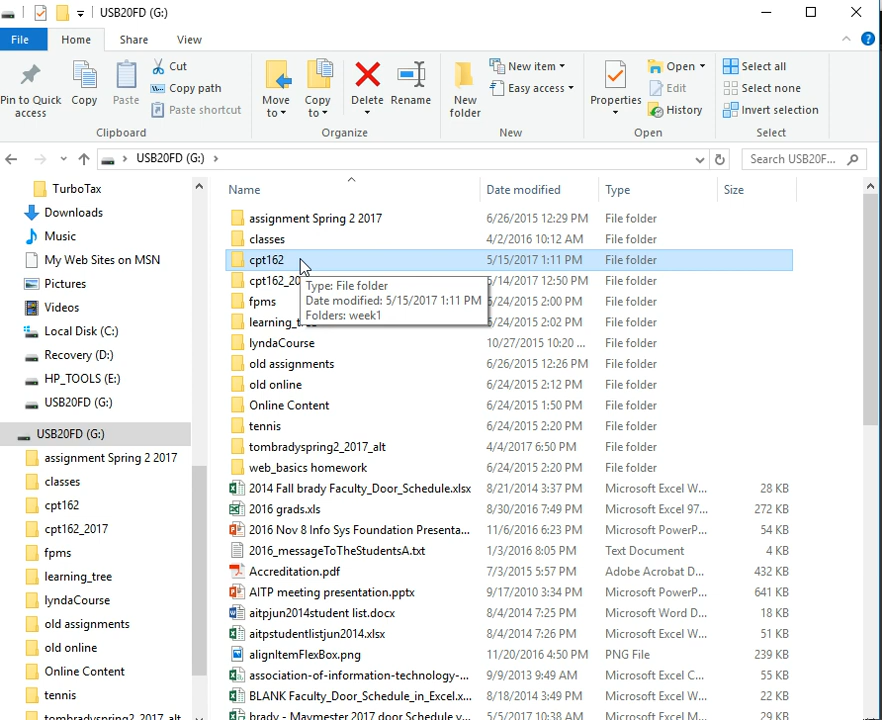 USB20FD (G:)
File Home Share View
Pin to Quick access
Copy
Paste
Cut
Copy path
Paste shortcut
Clipboard
Move to
Copy to
Delete
Rename
Organize
New folder
New item
Easy access
New
Properties
Open
Edit
History
Open
Select all
Select none
Invert selection
Select
USB20FD (G:)
Search USB20F...
TurboTax
Downloads
Music
My Web Sites on MSN
Pictures
Videos
Local Disk (C:)
Recovery (D:)
HP_TOOLS (E:)
USB20FD (G:)
USB20FD (G:)
assignment Spring 2 2017
classes
cpt162
cpt162_2017
fpms
learning_tree
lyndaCourse
old assignments
old online
Online Content
tennis
tombradyspring2_2017_alt
Name Date modified Type Size
assignment Spring 2 2017 6/26/2015 12:29 PM File folder
classes 4/2/2016 10:12 AM File folder
cpt162 5/15/2017 1:11 PM File folder
cpt162_20 5/14/2017 12:50 PM File folder
fpms 6/24/2015 2:00 PM File folder
learning_t 6/24/2015 2:02 PM File folder
Type: File folder
Date modified: 5/15/2017 1:11 PM
Folders: week1
lyndaCourse 10/27/2015 10:20 ... File folder
old assignments 6/26/2015 12:26 PM File folder
old online 6/24/2015 2:12 PM File folder
Online Content 6/24/2015 1:50 PM File folder
tennis 6/24/2015 2:20 PM File folder
tombradyspring2_2017_alt 4/4/2017 6:50 PM File folder
web_basics homework 6/24/2015 2:20 PM File folder
2014 Fall brady Faculty_Door_Schedule.xlsx 8/21/2014 3:37 PM Microsoft Excel W... 28 KB
2016 grads.xls 8/30/2016 7:49 PM Microsoft Excel 97... 272 KB
2016 Nov 8 Info Sys Foundation Presenta... 11/6/2016 6:23 PM Microsoft PowerP... 54 KB
2016_messageToTheStudentsA.txt 1/3/2016 8:05 PM Text Document 4 KB
Accreditation.pdf 7/3/2015 5:57 PM Adobe Acrobat D... 432 KB
AITP meeting presentation.pptx 9/17/2010 3:34 PM Microsoft PowerP... 641 KB
aitpjun2014student list.docx 8/4/2014 7:25 PM Microsoft Word D... 18 KB
aitpstudentlistjun2014.xlsx 8/4/2014 7:26 PM Microsoft Excel W... 51 KB
alignItemFlexBox.png 11/20/2016 4:50 PM PNG File 239 KB
association-of-information-technology-... 9/9/2013 9:49 AM Microsoft Excel C... 55 KB
BLANK Faculty_Door_Schedule_in_Excel.x... 8/18/2014 3:49 PM Microsoft Excel W... 22 KB
brady - Maymester 2017 door Schedule v... 5/5/2017 10:38 AM Microsoft Excel W... 29 KB